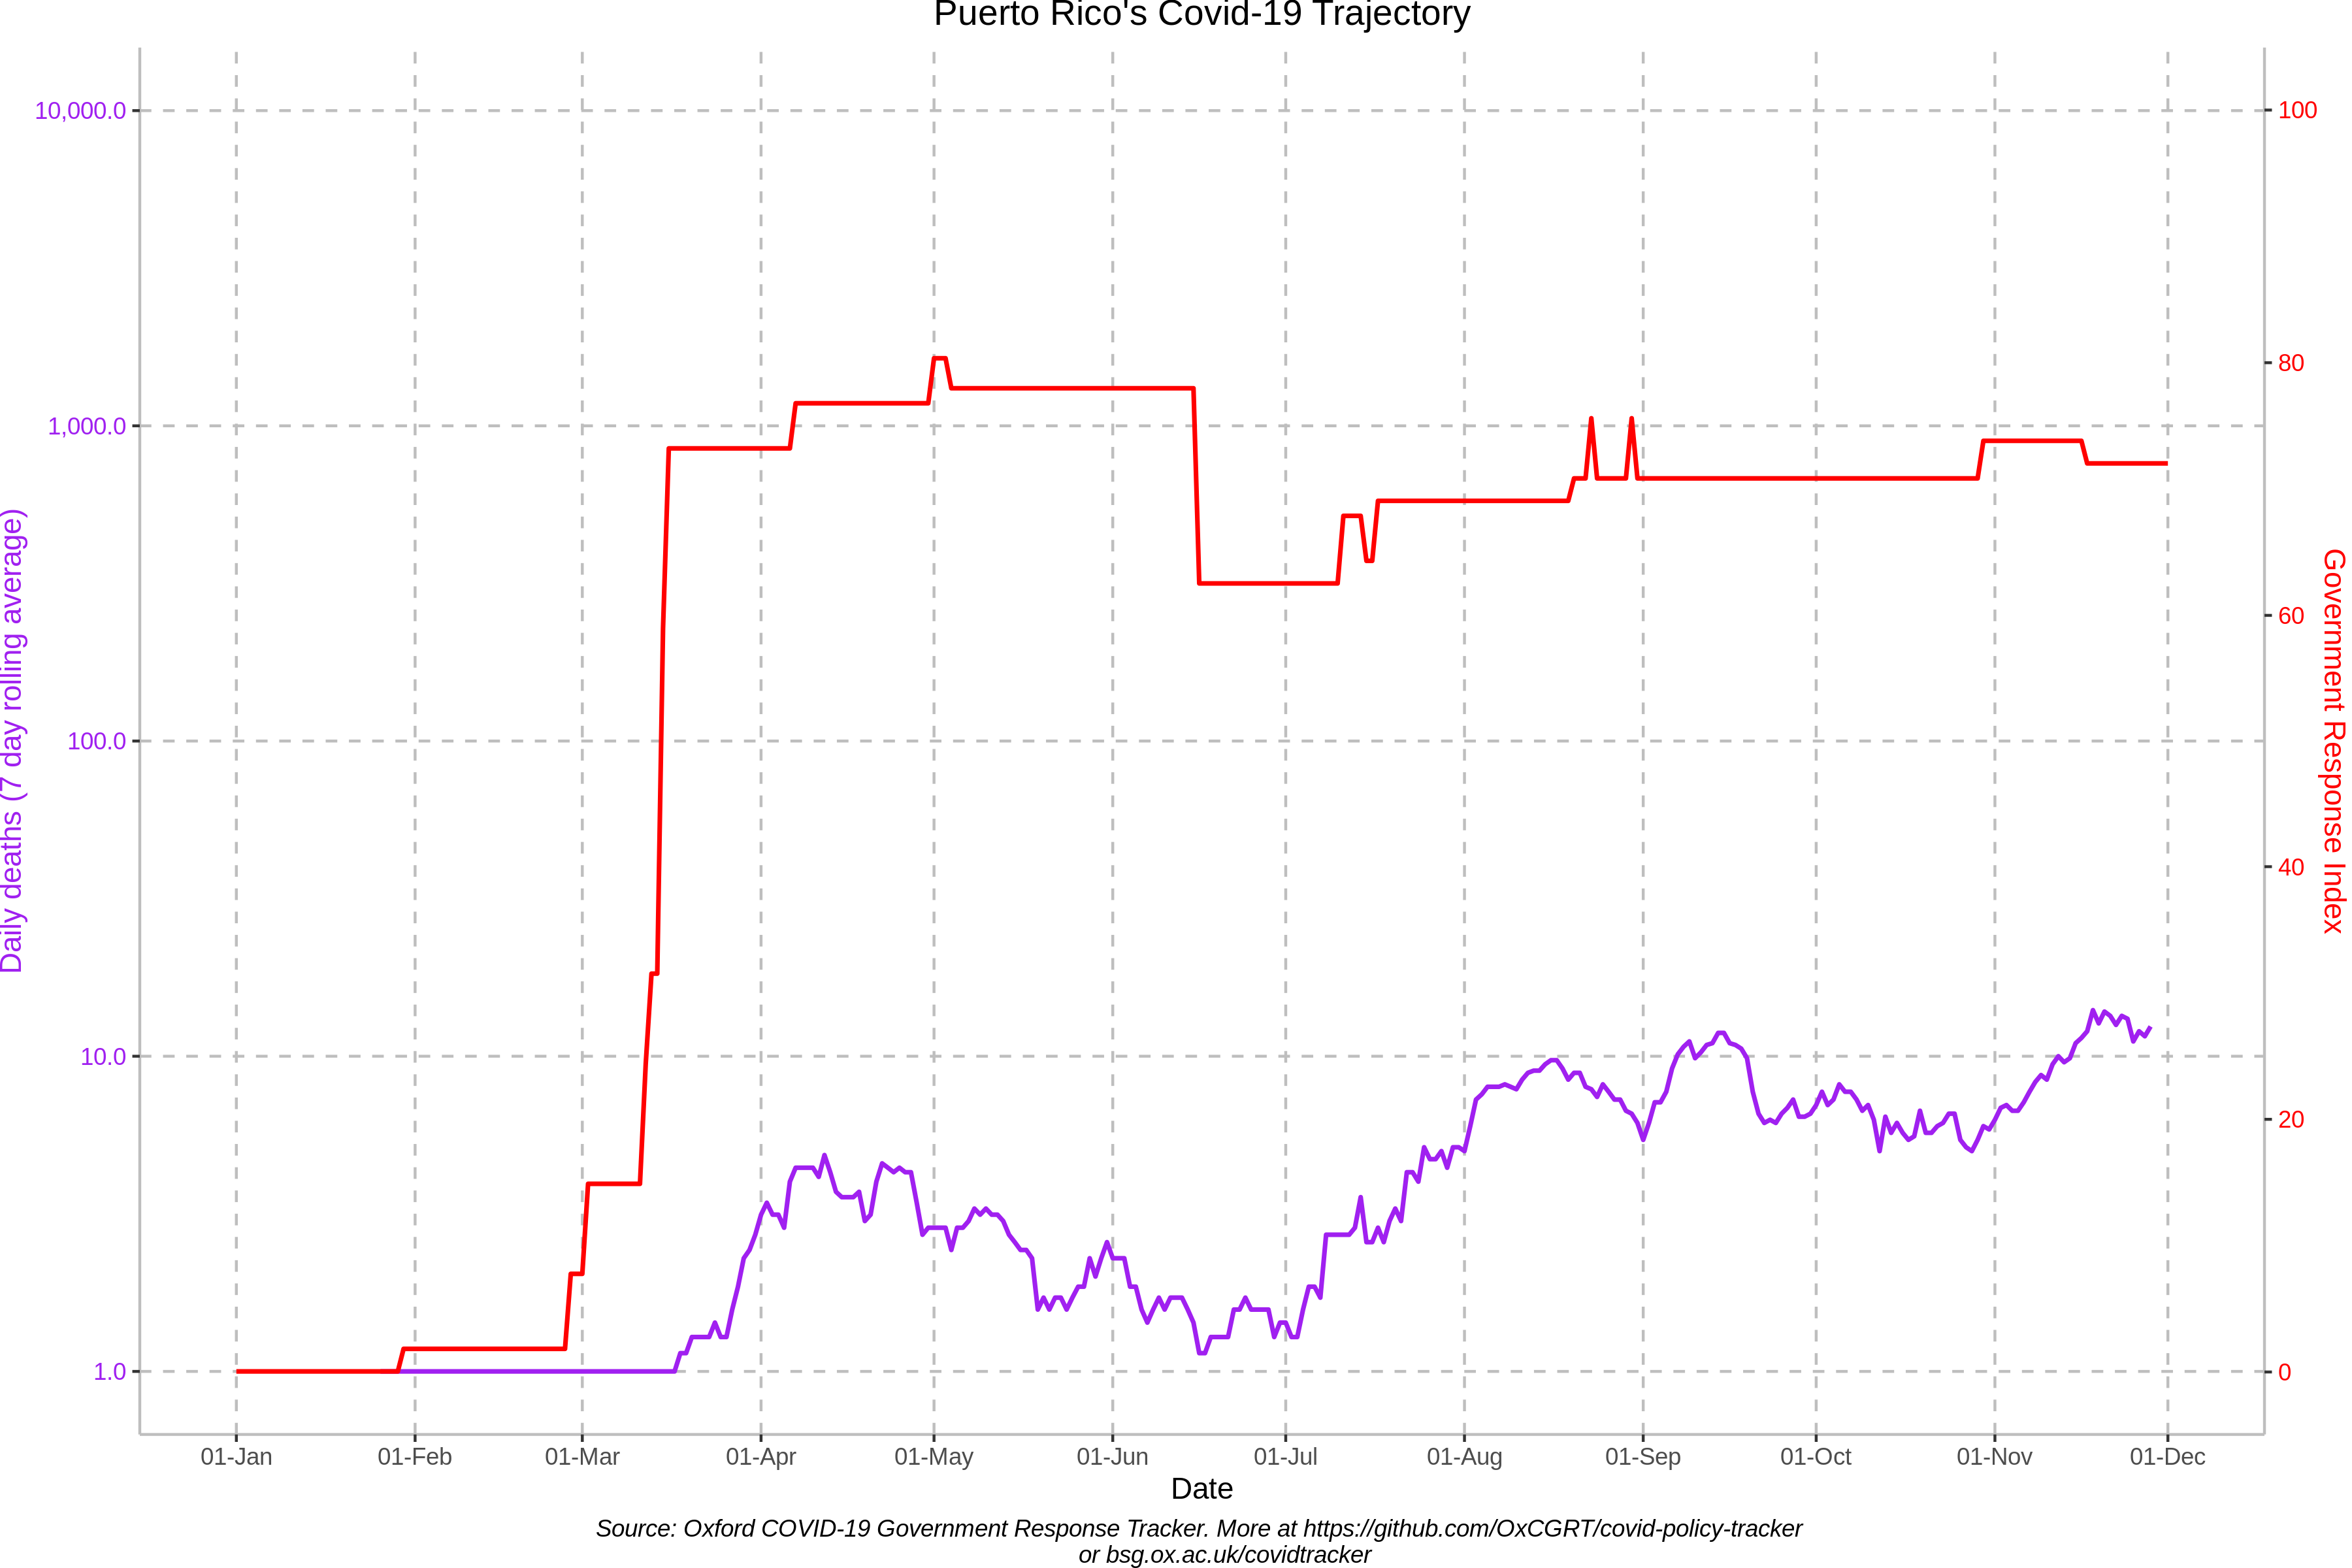 Puerto Rico's Covid-19 Trajectory
10,000.0
1,000.0
100.0
10.0
1.0
Daily deaths (7 day rolling average)
100
80
60
40
20
0
Government Response Index
01-Jan
01-Feb
01-Mar
01-Apr
01-May
01-Jun
01-Jul
01-Aug
01-Sep
01-Oct
01-Nov
01-Dec
Date
Source: Oxford COVID-19 Government Response Tracker. More at https://github.com/OxCGRT/covid-policy-tracker
or bsg.ox.ac.uk/covidtracker